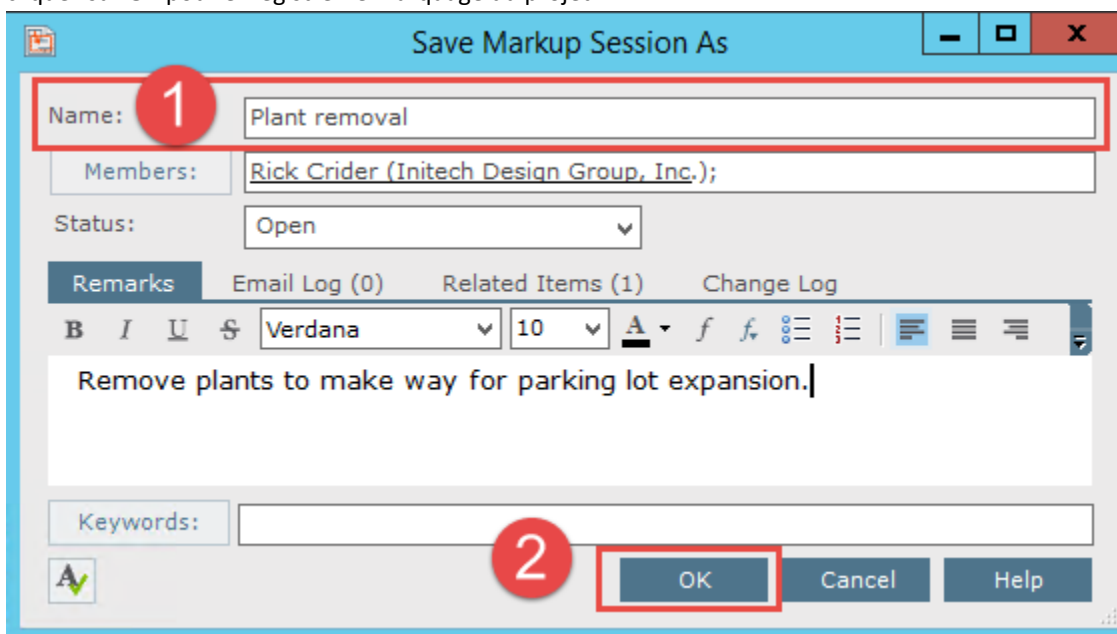 Save Markup Session As
1
Name: Plant removal
Members: Rick Crider (Initech Design Group, Inc.);
Status: Open
Remarks Email Log (0) Related Items (1) Change Log
B I U S Verdana 10 A
Remove plants to make way for parking lot expansion.
Keywords:
2
OK Cancel Help